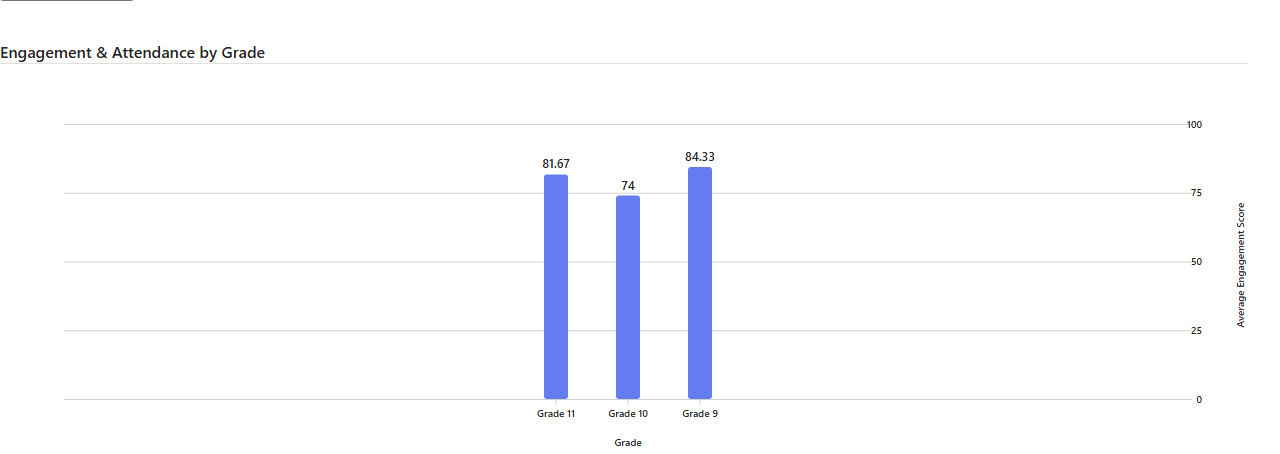 Engagement & Attendance by Grade
100
84.33
81.67
74
75
50
25
0
Average Engagement Score
Grade 11
Grade 10
Grade 9
Grade